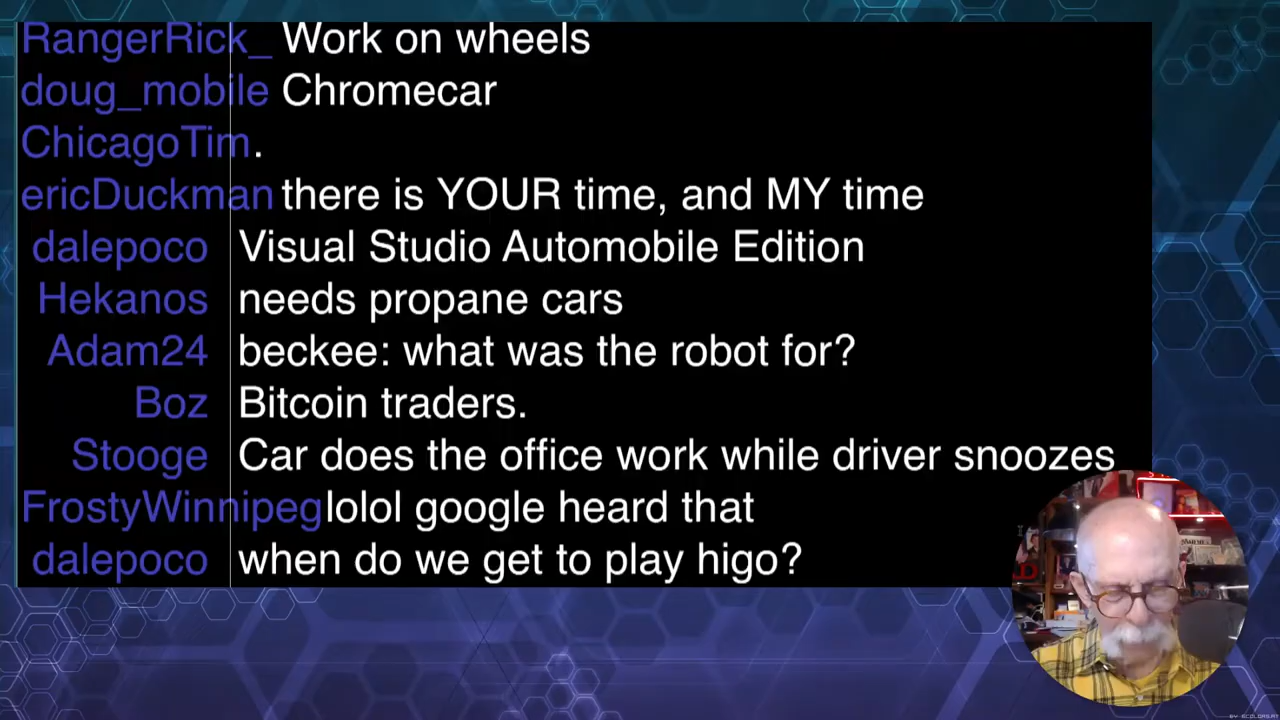 RangerRick_ Work on wheels
doug_mobile Chromecar
ChicagoTim .
ericDuckman there is YOUR time, and MY time
dalepoco Visual Studio Automobile Edition
Hekanos needs propane cars
Adam24 beckee: what was the robot for?
Boz Bitcoin traders.
Stooge Car does the office work while driver snoozes
FrostyWinnipeg lolol google heard that
dalepoco when do we get to play higo?